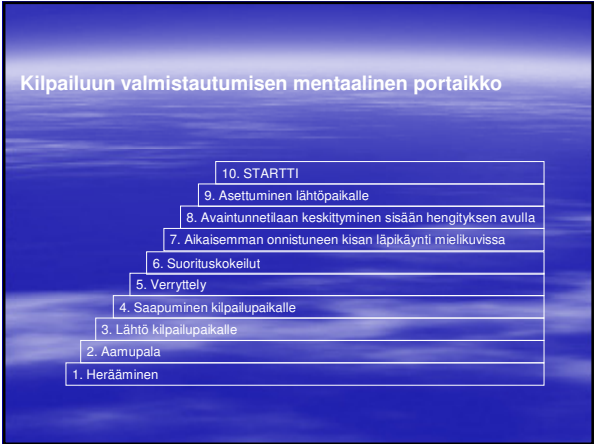 Kilpailuun valmistautumisen mentaalinen portaikko
10. STARTTI
9. Asettuminen lähtöpaikalle
8. Avaintunnetilaan keskittyminen sisään hengityksen avulla
7. Aikaisemman onnistuneen kisan läpikäynti mielikuvissa
6. Suorituskokeilut
5. Verryttely
4. Saapuminen kilpailupaikalle
3. Lähtö kilpailupaikalle
2. Aamupala
1. Herääminen